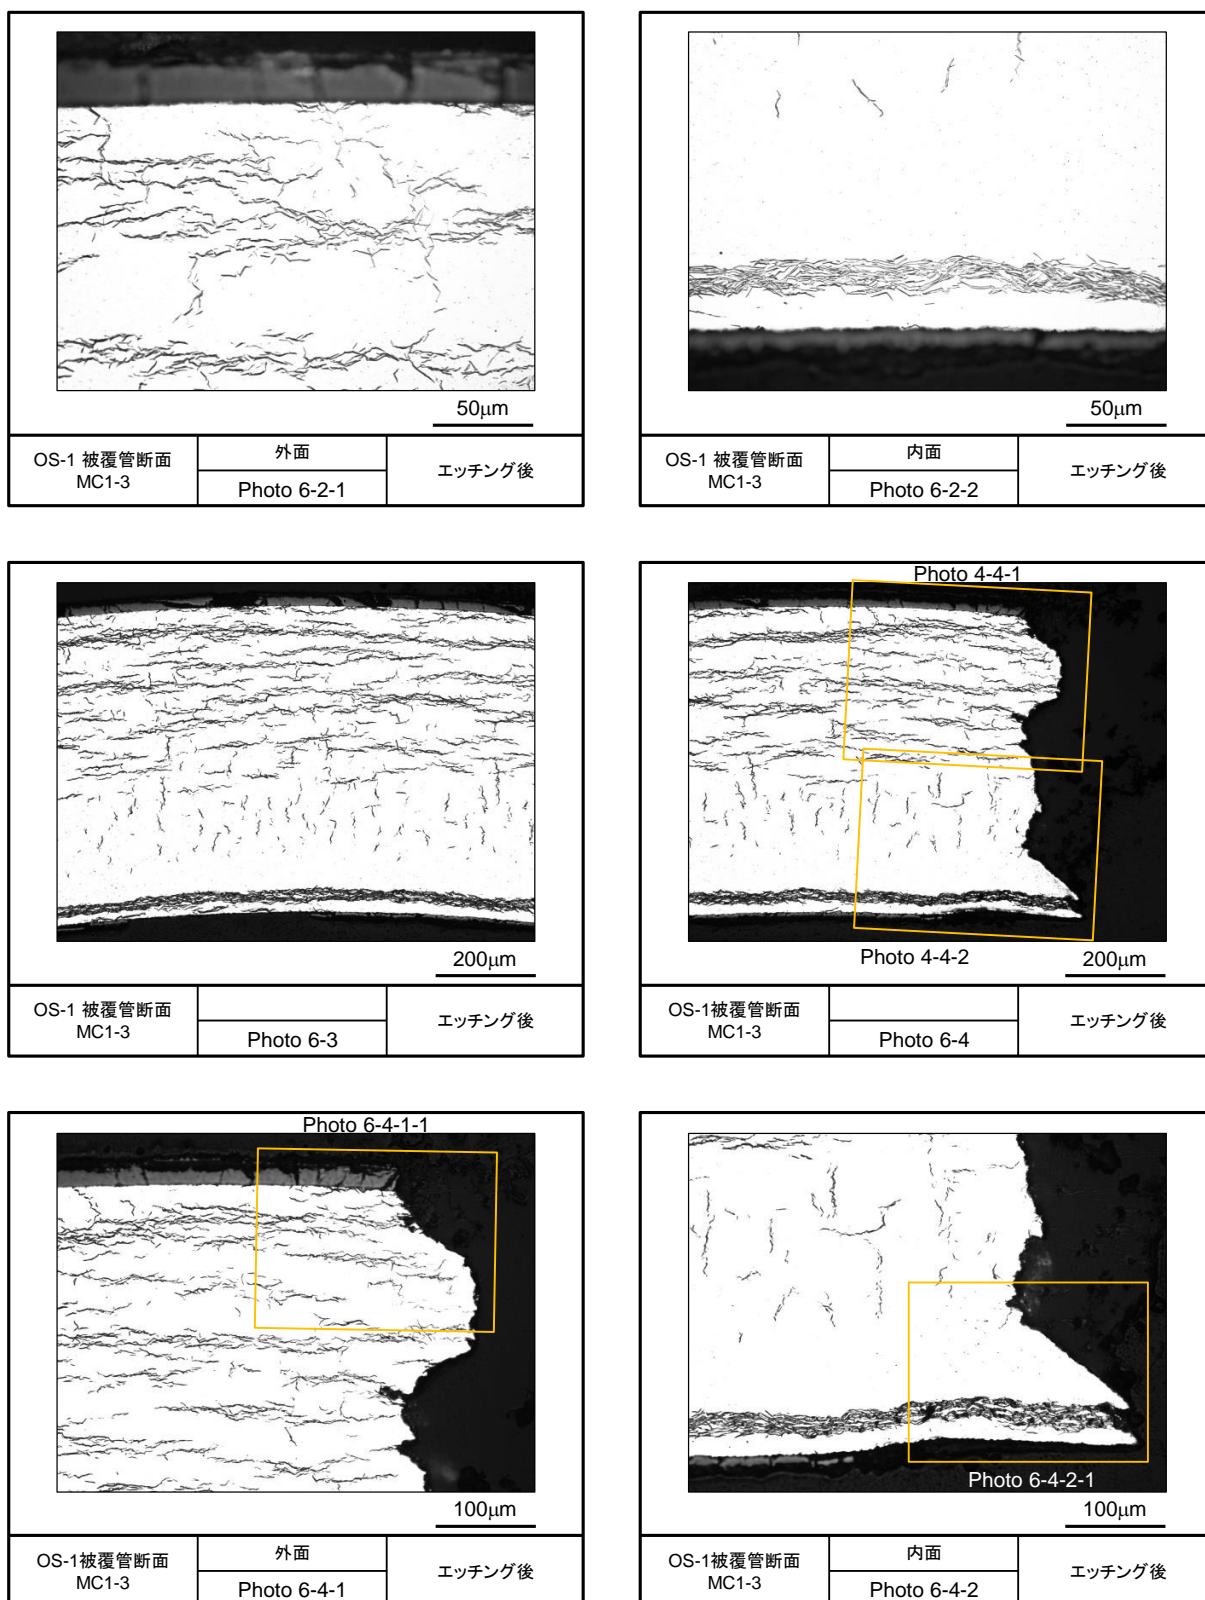 50μm
OS-1 被覆管断面
MC1-3
外面
Photo 6-2-1
エッチング後
50μm
OS-1 被覆管断面
MC1-3
内面
Photo 6-2-2
エッチング後
200μm
OS-1 被覆管断面
MC1-3
Photo 6-3
エッチング後
Photo 4-4-1
Photo 4-4-2
200μm
OS-1被覆管断面
MC1-3
Photo 6-4
エッチング後
Photo 6-4-1-1
100μm
OS-1被覆管断面
MC1-3
外面
Photo 6-4-1
エッチング後
Photo 6-4-2-1
100μm
OS-1被覆管断面
MC1-3
内面
Photo 6-4-2
エッチング後